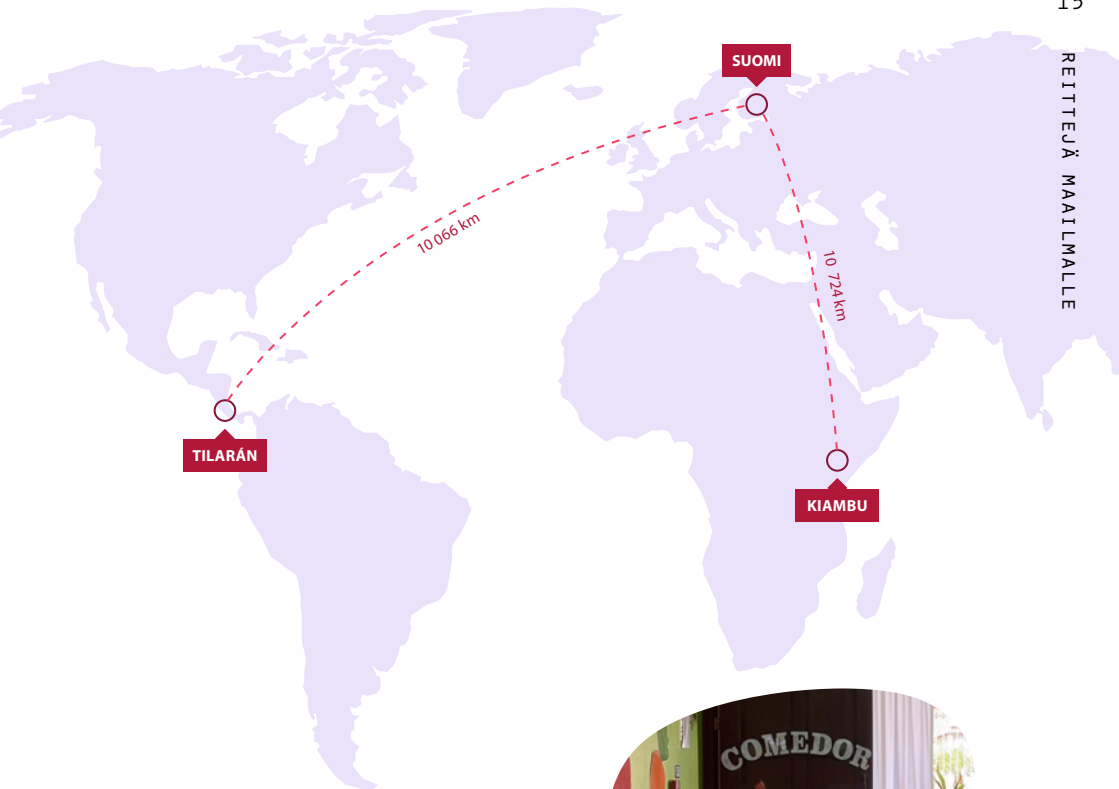 15
REITTEJÄ MAAILMALLE
SUOMI
10 066 km
10 724 km
TILARÁN
KIAMBU
COMEDOR